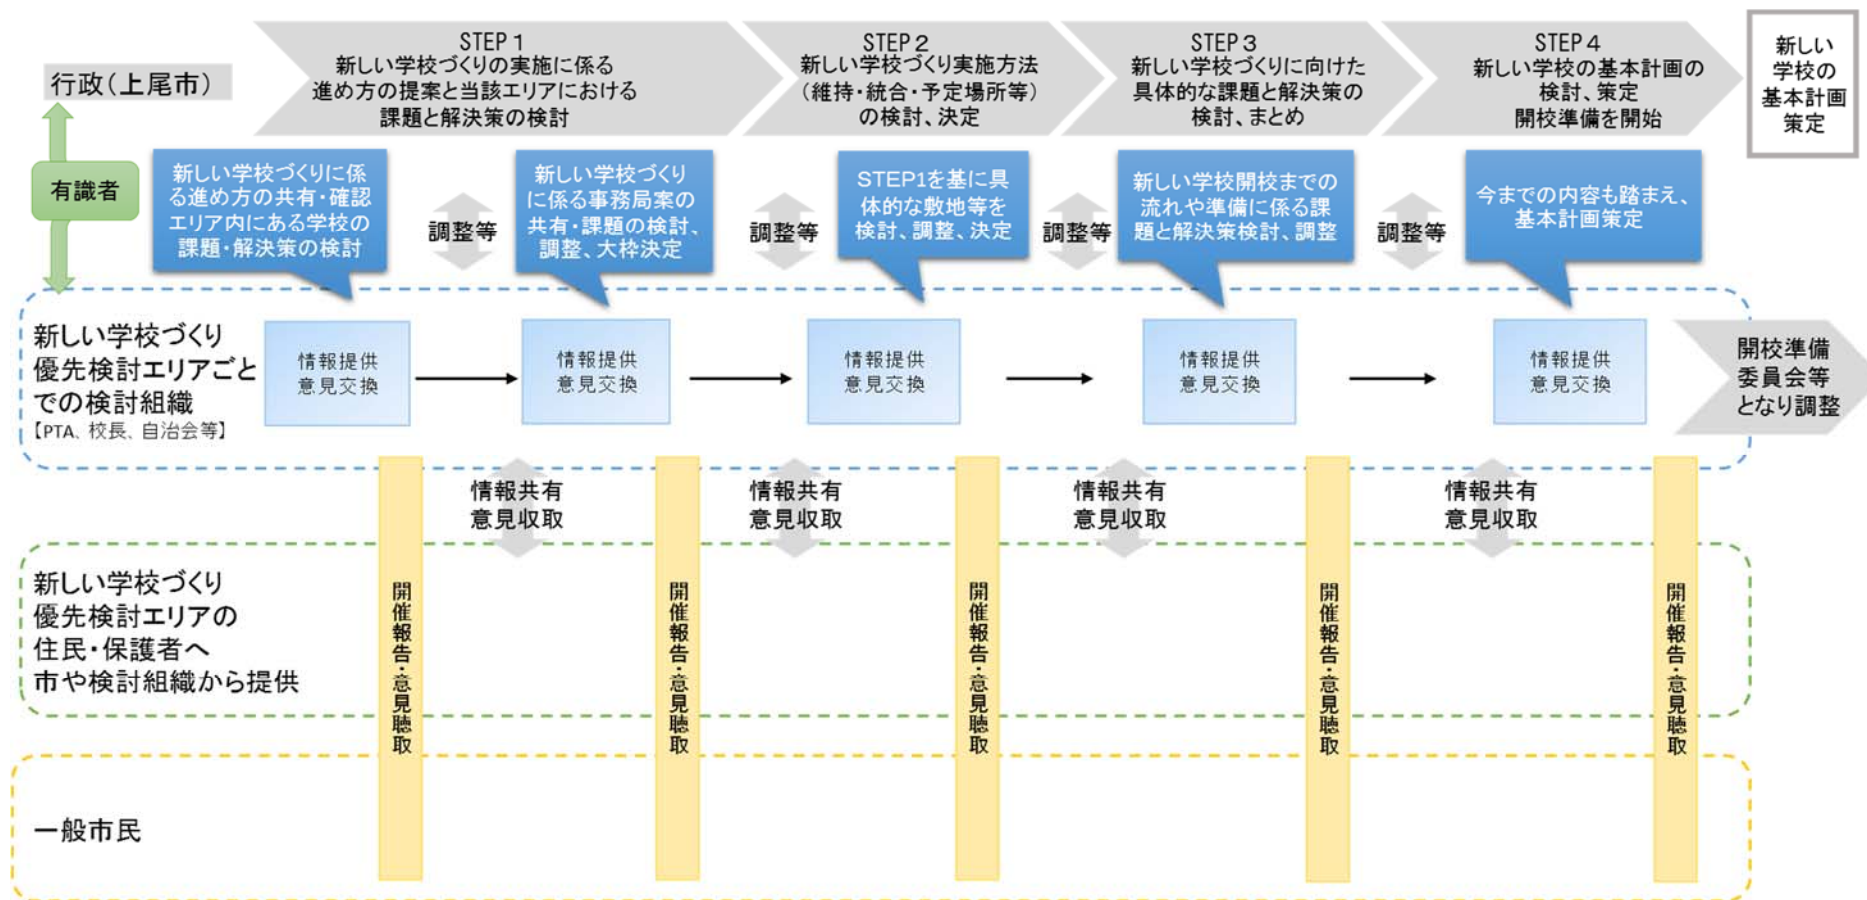 STEP1
新しい学校づくりの実施に係る
進め方の提案と当該エリアにおける
課題と解決策の検討
STEP2
新しい学校づくり実施方法
(維持・統合・予定場所等)
の検討、決定
STEP3
新しい学校づくりに向けた
具体的な課題と解決策の
検討、まとめ
STEP4
新しい学校の基本計画の
検討、策定
開校準備を開始
新しい
学校の
基本計画
策定
行政(上尾市)
有識者
新しい学校づくりに係
る進め方の共有・確認
エリア内にある学校の
課題・解決策の検討
調整等
新しい学校づくり
に係る事務局案の
共有・課題の検討、
調整、大枠決定
調整等
STEP1を基に具
体的な敷地等を
検討、調整、決定
調整等
新しい学校開校までの
流れや準備に係る課
題と解決策検討、調整
調整等
今までの内容も踏まえ、
基本計画策定
新しい学校づくり
優先検討エリアごと
での検討組織
【PTA、校長、自治会等】
情報提供
意見交換
情報提供
意見交換
情報提供
意見交換
情報提供
意見交換
情報提供
意見交換
開校準備
委員会等
となり調整
情報共有
意見収取
情報共有
意見収取
情報共有
意見収取
情報共有
意見収取
新しい学校づくり
優先検討エリアの
住民・保護者へ
市や検討組織から提供
開催報告・意見聴取
開催報告・意見聴取
開催報告・意見聴取
開催報告・意見聴取
開催報告・意見聴取
一般市民